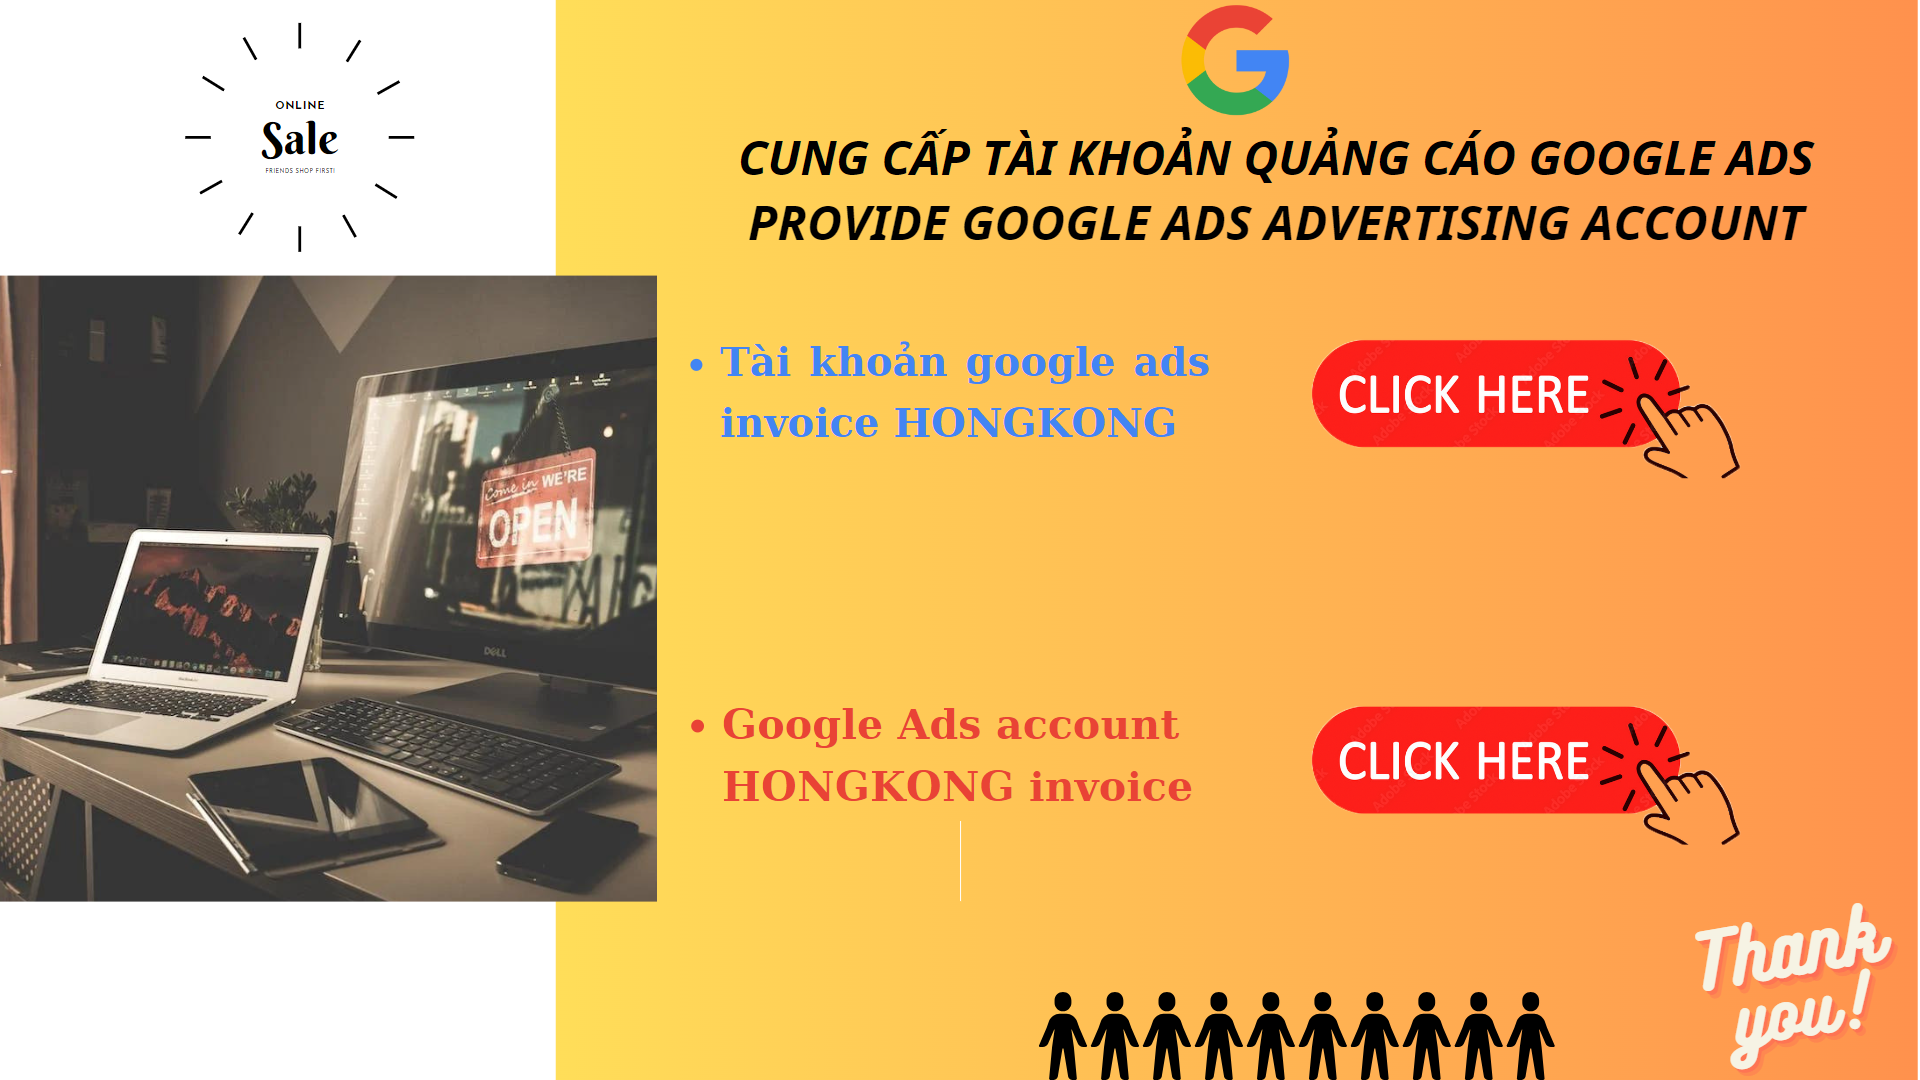 ONLINE
Sale
FRIENDS SHOP FIRST!
CUNG CẤP TÀI KHOẢN QUẢNG CÁO GOOGLE ADS
PROVIDE GOOGLE ADS ADVERTISING ACCOUNT
• Tài khoản google ads
invoice HONGKONG
CLICK HERE
Come in WE'RE
OPEN
DELL
• Google Ads account
HONGKONG invoice
CLICK HERE
Thank
you!